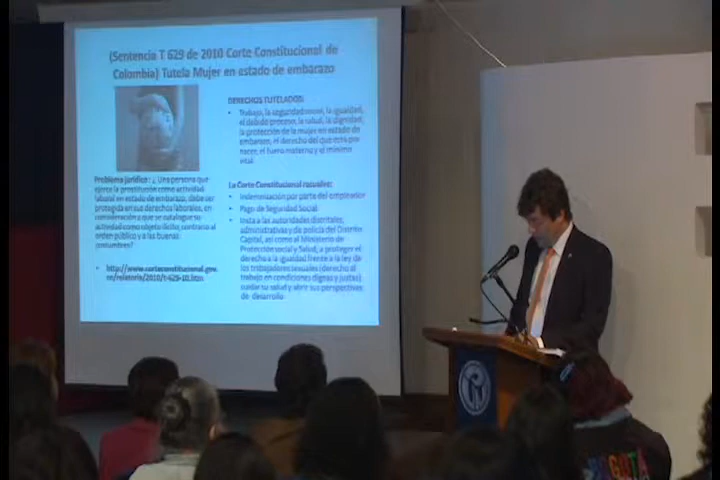 (Sentencia T 629 de 2010 Corte Constitucional de
Colombia) Tutela Mujer en estado de embarazo
DERECHOS TUTELADOS:
• Trabajo, la seguridad social, la igualdad,
el debido proceso, la salud, la dignidad,
la protección de la mujer en estado de
embarazo, el derecho del que está por
nacer, el fuero materno y el mínimo
vital
Problema jurídico: ¿ Una persona que
ejerce la prostitución como actividad
laboral en estado de embarazo, debe ser
protegida en sus derechos laborales, en
consideración a que se catalogue su
actividad como objeto ilícito, contrario al
orden público y a las buenas
costumbres?
• http://www.corteconstitucional.gov.
co/relatoria/2010/t-629-10.htm
La Corte Constitucional resuelve:
• Indemnización por parte del empleador
• Pago de Seguridad Social
• Insta a las autoridades distritales,
administrativas y de policía del Distrito
Capital, así como al Ministerio de
Protección social y Salud, a proteger el
derecho a la igualdad frente a la ley de
los trabajadores sexuales (derecho al
trabajo en condiciones dignas y justas)
cuidar su salud y abrir sus perspectivas
de desarrollo
BOGOTA